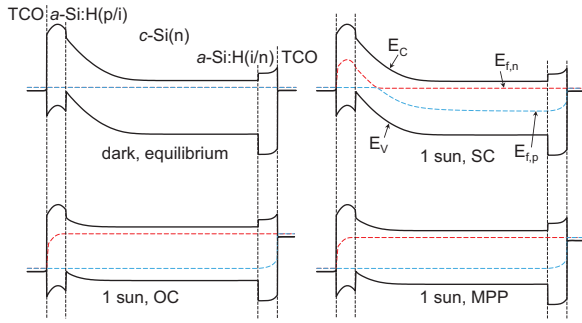 TCO a-Si:H(p/i)
c-Si(n)
a-Si:H(i/n) TCO
dark, equilibrium
E_C
E_f,n
E_V
E_f,p
1 sun, SC
1 sun, OC
1 sun, MPP